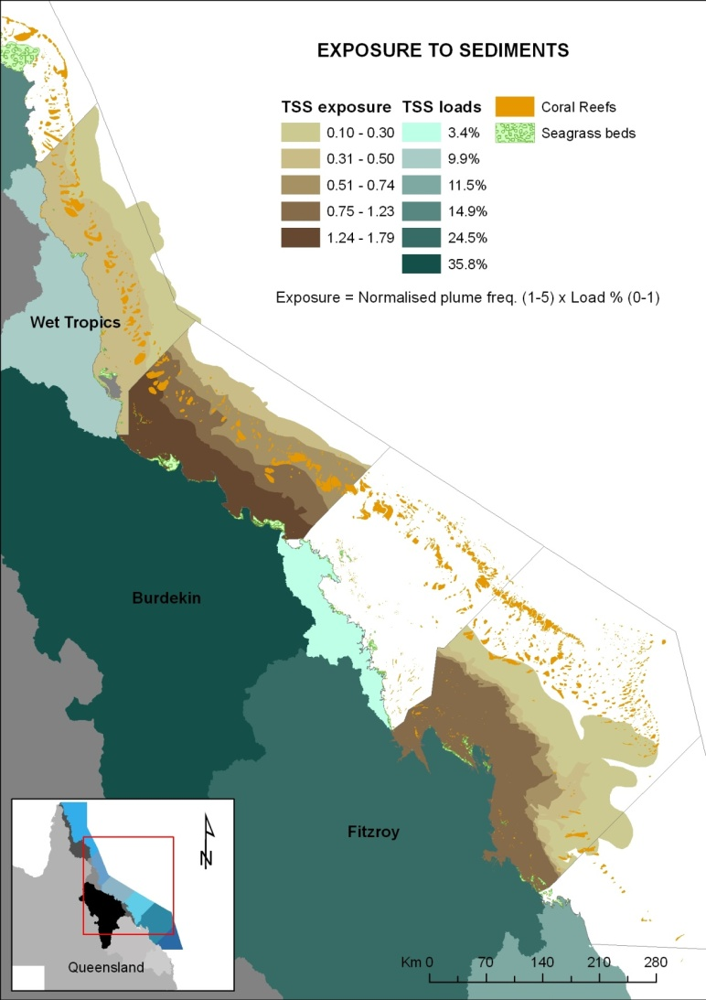 EXPOSURE TO SEDIMENTS
TSS exposure TSS loads
0.10 - 0.30 3.4% Coral Reefs
0.31 - 0.50 9.9% Seagrass beds
0.51 - 0.74 11.5%
0.75 - 1.23 14.9%
1.24 - 1.79 24.5%
35.8%
Exposure = Normalised plume freq. (1-5) x Load % (0-1)
Wet Tropics
Burdekin
Fitzroy
N
Queensland
Km 0 70 140 210 280